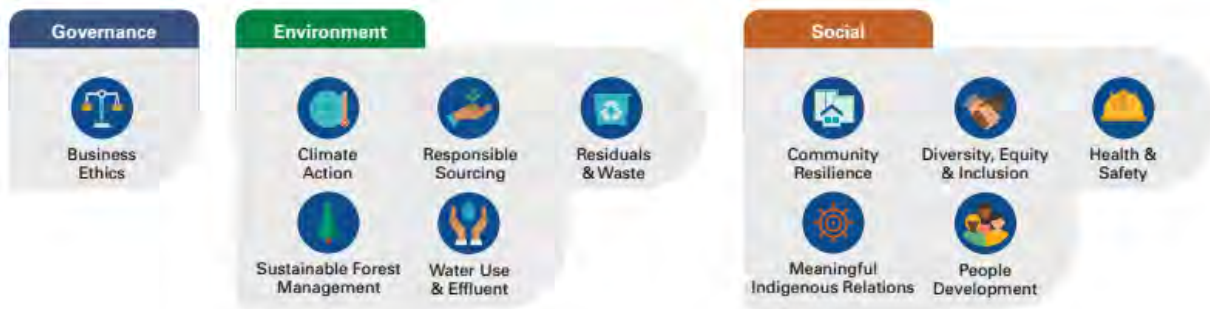 Governance
Business
Ethics
Environment
Climate
Action
Responsible
Sourcing
Residuals
& Waste
Sustainable Forest
Management
Water Use
& Effluent
Social
Community
Resilience
Diversity, Equity
& Inclusion
Health &
Safety
Meaningful
Indigenous Relations
People
Development